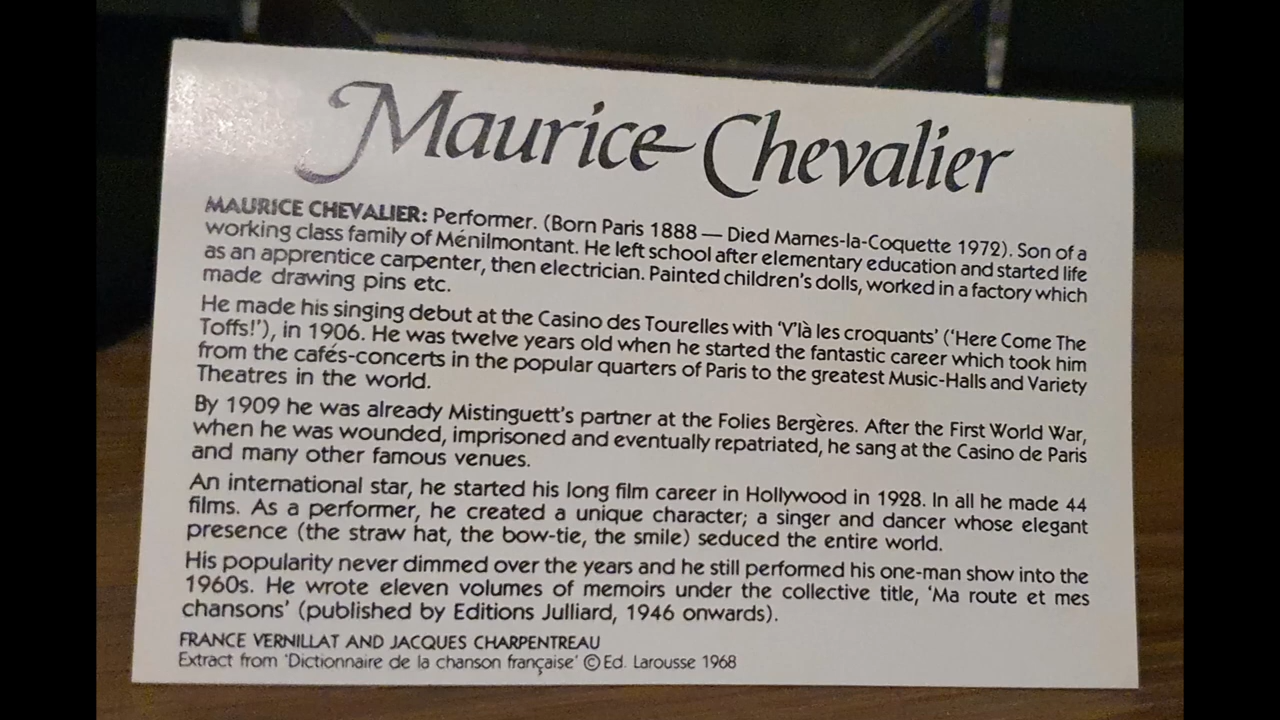 Maurice Chevalier
MAURICE CHEVALIER: Performer. (Born Paris 1888 — Died Marnes-la-Coquette 1972). Son of a
working class family of Ménilmontant. He left school after elementary education and started life
as an apprentice carpenter, then electrician. Painted children's dolls, worked in a factory which
made drawing pins etc.
He made his singing debut at the Casino des Tourelles with 'V'là les croquants' ('Here Come The
Toffs!'), in 1906. He was twelve years old when he started the fantastic career which took him
from the cafés-concerts in the popular quarters of Paris to the greatest Music-Halls and Variety
Theatres in the world.
By 1909 he was already Mistinguett's partner at the Folies Bergères. After the First World War,
when he was wounded, imprisoned and eventually repatriated, he sang at the Casino de Paris
and many other famous venues.
An international star, he started his long film career in Hollywood in 1928. In all he made 44
films. As a performer, he created a unique character; a singer and dancer whose elegant
presence (the straw hat, the bow-tie, the smile) seduced the entire world.
His popularity never dimmed over the years and he still performed his one-man show into the
1960s. He wrote eleven volumes of memoirs under the collective title, 'Ma route et mes
chansons' (published by Editions Julliard, 1946 onwards).
FRANCE VERNILLAT AND JACQUES CHARPENTREAU
Extract from 'Dictionnaire de la chanson française' © Ed. Larousse 1968